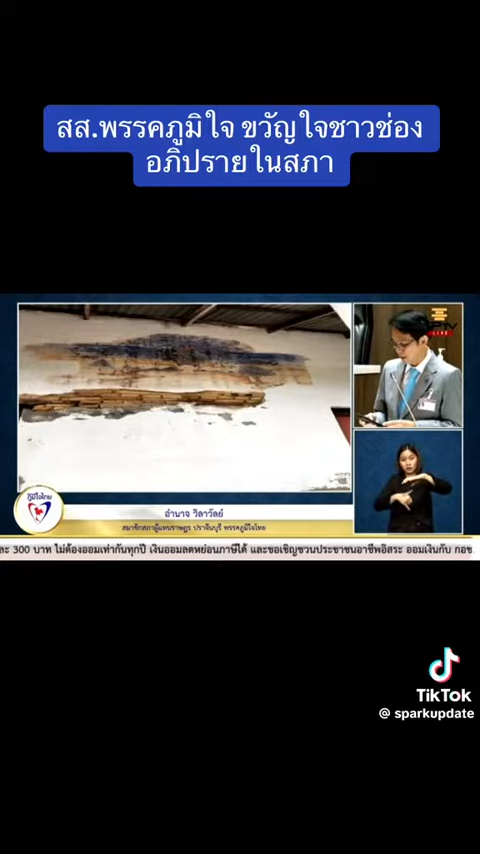 สส.พรรคภูมิใจ ขวัญใจชาวช่อง
อภิปรายในสภา
LIVE
ภูมิใจไทย
อำนาจ วิลาวัลย์
สมาชิกสภาผู้แทนราษฎร ปราจีนบุรี พรรคภูมิใจไทย
ละ 300 บาท ไม่ต้องออมเท่ากันทุกปี เงินออมลดหย่อนภาษีได้ และขอเชิญชวนประชาชนอาชีพอิสระ ออมเงินกับ กอช.
TikTok
@ sparkupdate